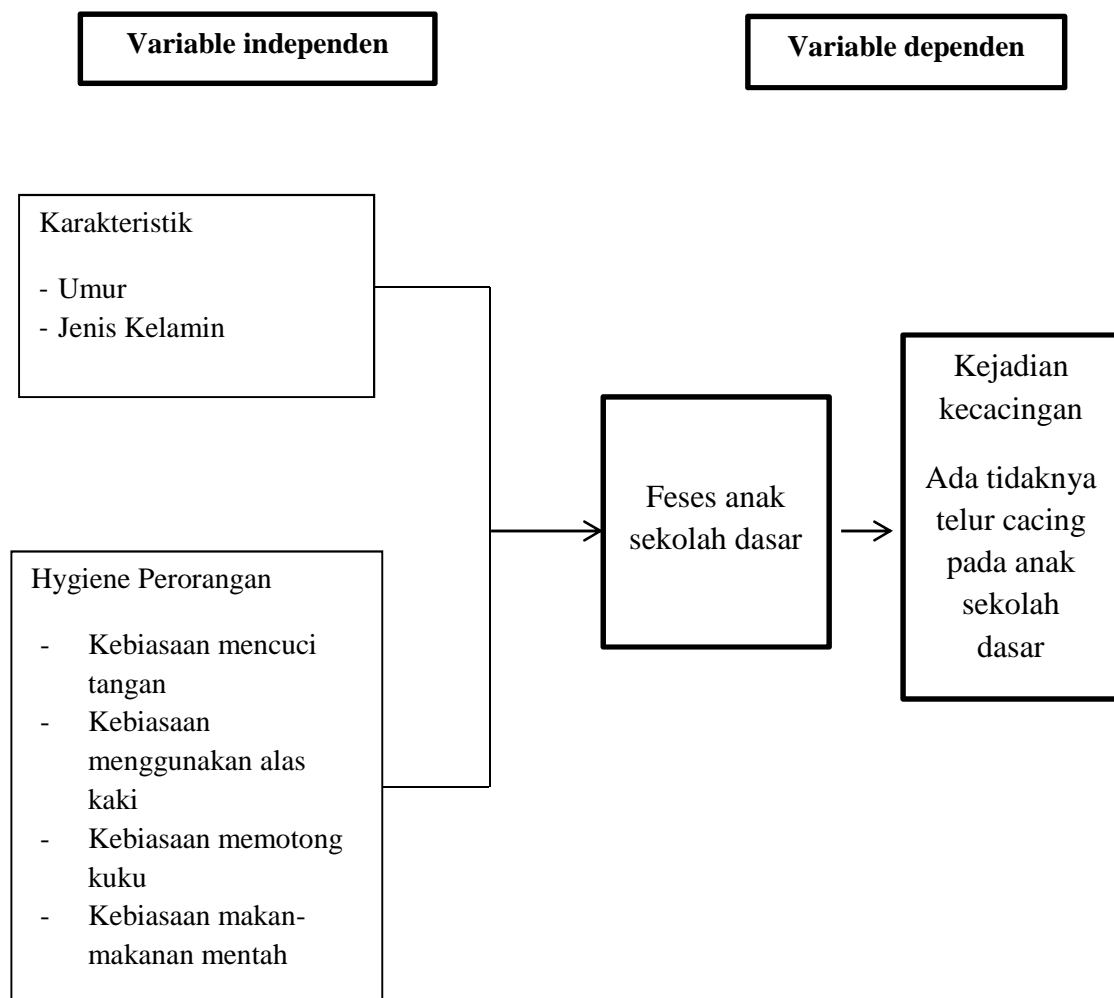 Variable independen
Variable dependen
Karakteristik
- Umur
- Jenis Kelamin
Hygiene Perorangan
- Kebiasaan mencuci
tangan
- Kebiasaan
menggunakan alas
kaki
- Kebiasaan memotong
kuku
- Kebiasaan makan-
makanan mentah
Feses anak
sekolah dasar
Kejadian
kecacingan
Ada tidaknya
telur cacing
pada anak
sekolah
dasar